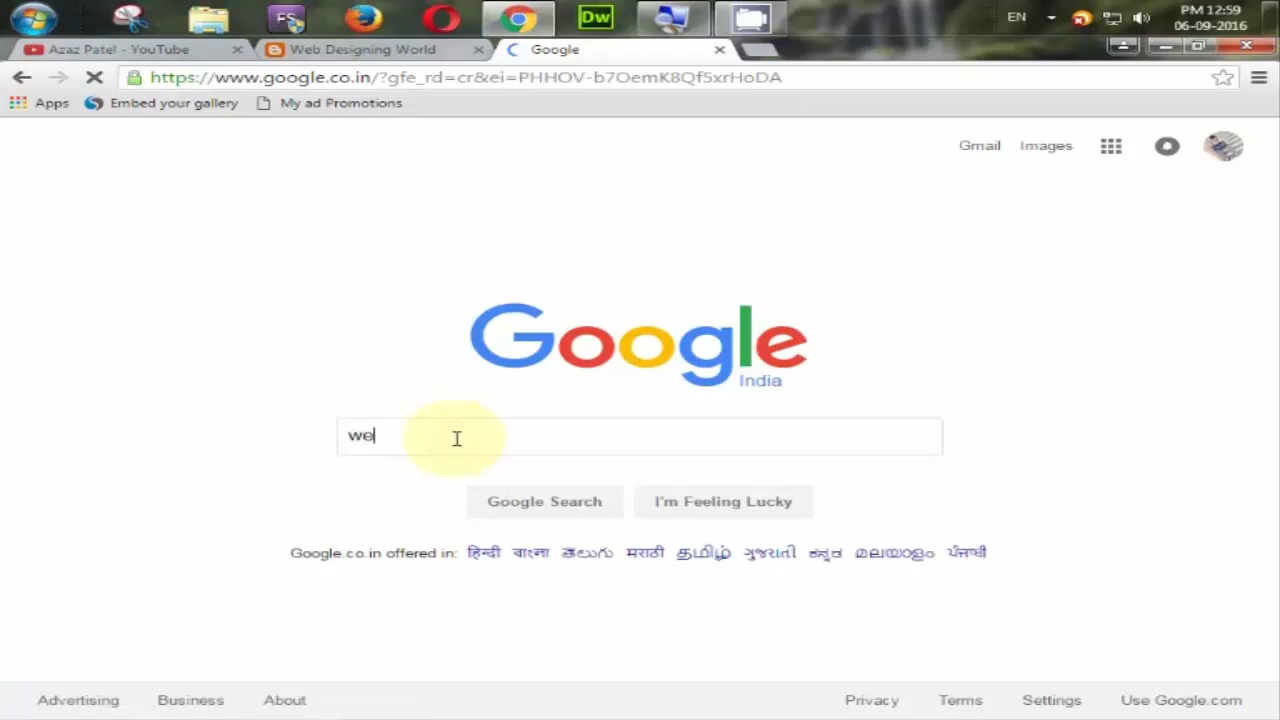 FS
Dw
EN
PM 12:59
06-09-2016
Azaz Patel - YouTube
Web Designing World
Google
https://www.google.co.in/?gfe_rd=cr&ei=PHHOV-b7OemK8Qf5xrHoDA
Apps
Embed your gallery
My ad Promotions
Gmail
Images
Google
India
we
Google Search
I'm Feeling Lucky
Google.co.in offered in: हिन्दी বাংলা తెలుగు मराठी தமிழ் ગુજરાતી ಕನ್ನಡ മലയാളം ਪੰਜਾਬੀ
Advertising
Business
About
Privacy
Terms
Settings
Use Google.com